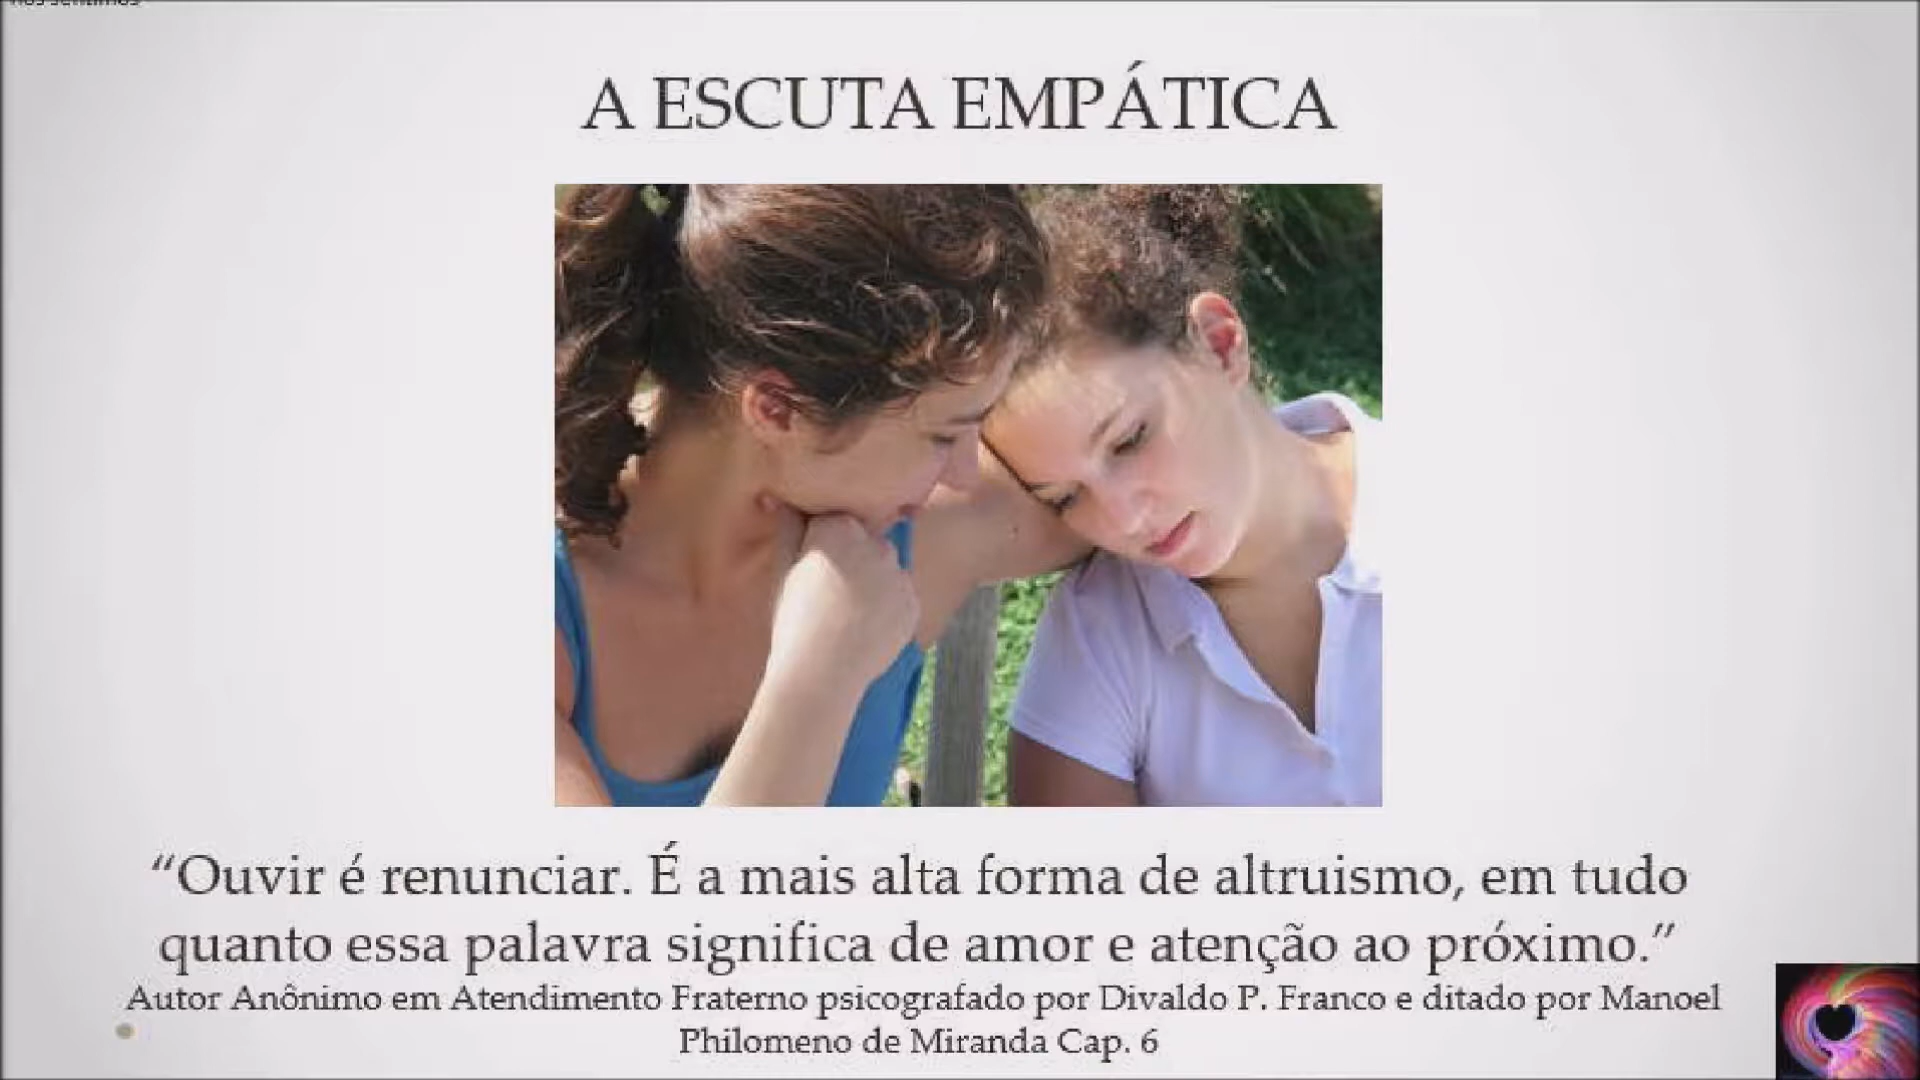 A ESCUTA EMPÁTICA
“Ouvir é renunciar. É a mais alta forma de altruismo, em tudo
quanto essa palavra significa de amor e atenção ao próximo.”
Autor Anônimo em Atendimento Fraterno psicografado por Divaldo P. Franco e ditado por Manoel
Philomeno de Miranda Cap. 6